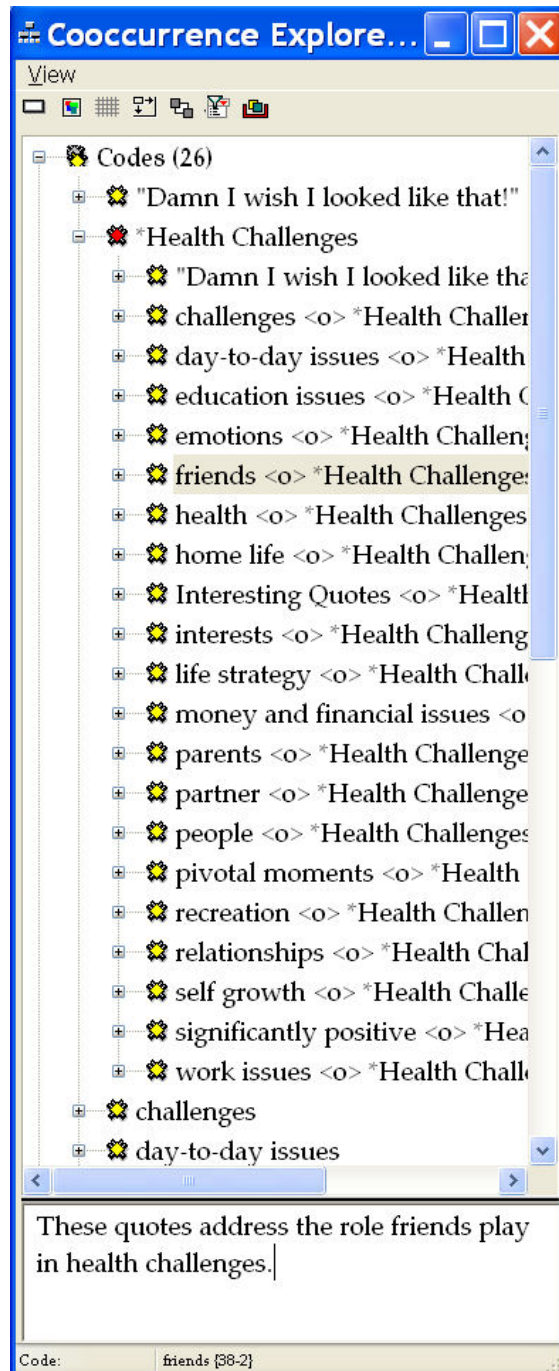 Cooccurrence Explore...
View
Codes (26)
"Damn I wish I looked like that!"
*Health Challenges
"Damn I wish I looked like tha
challenges <o> *Health Challen
day-to-day issues <o> *Health
education issues <o> *Health C
emotions <o> *Health Challeng
friends <o> *Health Challenges
health <o> *Health Challenges
home life <o> *Health Challen
Interesting Quotes <o> *Healtl
interests <o> *Health Challeng
life strategy <o> *Health Challe
money and financial issues <o
parents <o> *Health Challenge
partner <o> *Health Challenge
people <o> *Health Challenges
pivotal moments <o> *Health
recreation <o> *Health Challen
relationships <o> *Health Chal
self growth <o> *Health Challe
significantly positive <o> *Hea
work issues <o> *Health Challe
challenges
day-to-day issues
These quotes address the role friends play
in health challenges.
Code: friends {38-2}